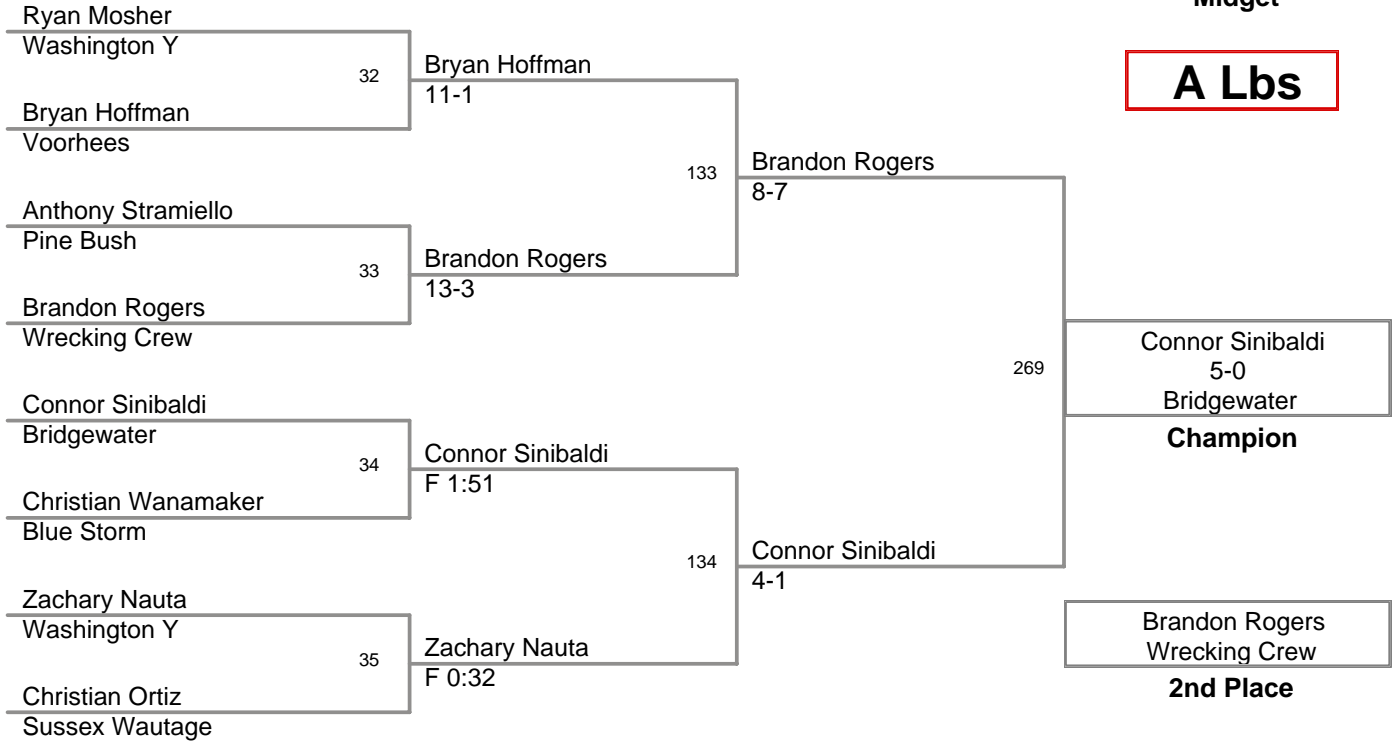 Midget
A Lbs
Ryan Mosher
Washington Y
32
Bryan Hoffman
Voorhees
Bryan Hoffman
11-1
Anthony Stramiello
Pine Bush
33
Brandon Rogers
Wrecking Crew
Brandon Rogers
13-3
133
Brandon Rogers
8-7
Connor Sinibaldi
Bridgewater
34
Christian Wanamaker
Blue Storm
Connor Sinibaldi
F 1:51
Zachary Nauta
Washington Y
35
Christian Ortiz
Sussex Wautage
Zachary Nauta
F 0:32
134
Connor Sinibaldi
4-1
269
Connor Sinibaldi
5-0
Bridgewater
Champion
Brandon Rogers
Wrecking Crew
2nd Place